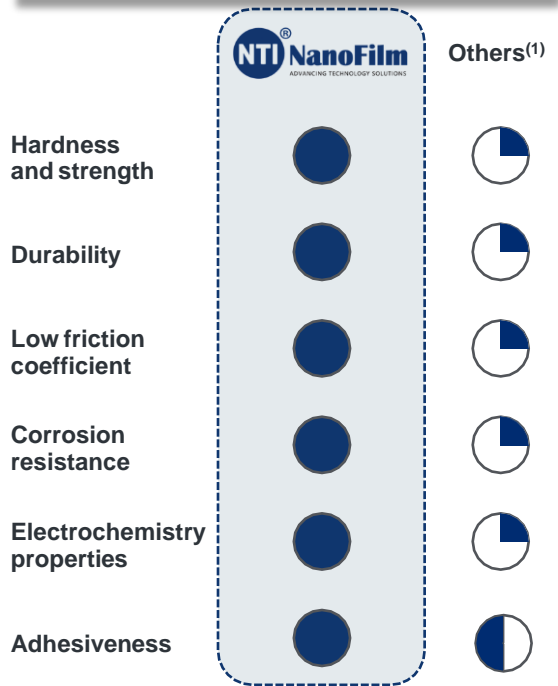 NTI NanoFilm®
ADVANCING TECHNOLOGY SOLUTIONS
Others(1)
Hardness
and strength
Durability
Low friction
coefficient
Corrosion
resistance
Electrochemistry
properties
Adhesiveness